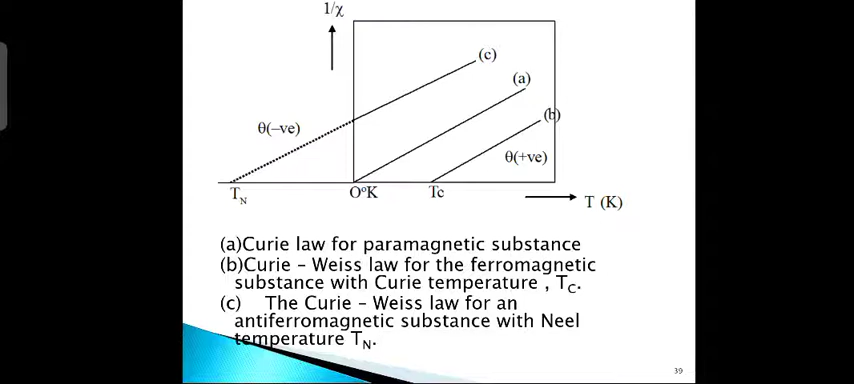 1/χ
(c)
(a)
(b)
θ(–ve)
θ(+ve)
T_N
O°K
Tc
T (K)
(a)Curie law for paramagnetic substance
(b)Curie – Weiss law for the ferromagnetic
substance with Curie temperature , T_C.
(c) The Curie – Weiss law for an
antiferromagnetic substance with Neel
temperature T_N.
39